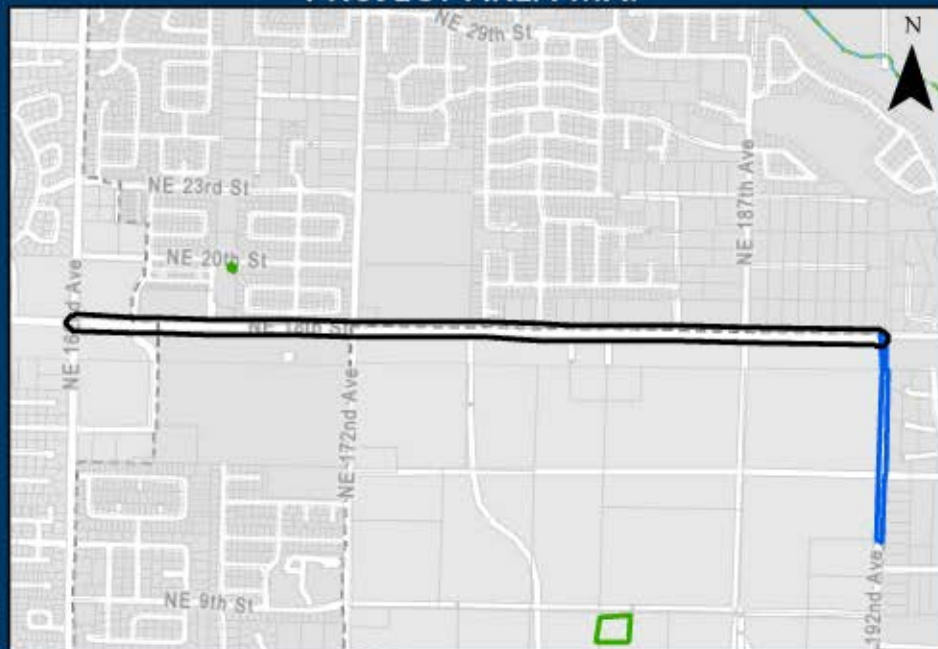 NE 29th St
N
NE 187th Ave
NE 23rd St
NE 20th St
NE 18th St
NE 172nd Ave
NE 9th St
192nd Ave